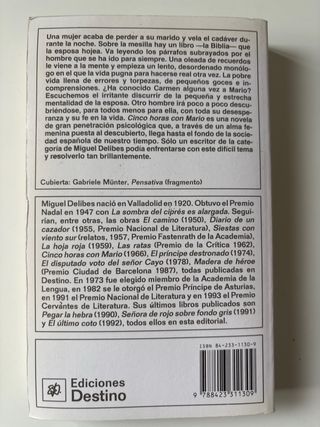 Una mujer acaba de perder a su marido y vela el cadáver du-
rante la noche. Sobre la mesilla hay un libro —la Biblia— que
la esposa hojea. Va leyendo los párrafos subrayados por el
hombre que se ha ido para siempre. Una oleada de recuerdos
le viene a la mente y empieza un lento, desordenado monólo-
go en el que la vida pugna para hacerse real otra vez. La pobre
vida llena de errores y torpezas, de pequeños goces e in-
comprensiones. ¿Ha conocido Carmen alguna vez a Mario?
Escuchemos el irritante discurrir de la pequeña y estrecha
mentalidad de la esposa. Otro hombre irá poco a poco descu-
briéndose, para todos menos para ella, con toda su desespe-
ranza y su fe en la vida. Cinco horas con Mario es una novela
de gran penetración psicológica que, a través de un alma fe-
menina puesta al descubierto, llega hasta el fondo de la socie-
dad española de nuestro tiempo. Sólo un escritor de la cate-
goría de Miguel Delibes podía enfrentarse con este difícil tema
y resolverlo tan brillantemente.
Cubierta: Gabriele Münter, Pensativa (fragmento)
Miguel Delibes nació en Valladolid en 1920. Obtuvo el Premio
Nadal en 1947 con La sombra del ciprés es alargada. Segui-
rían, entre otras, las obras El camino (1950), Diario de un
cazador (1955, Premio Nacional de Literatura), Siestas con
viento sur (relatos, 1957, Premio Fastenrath de la Academia),
La hoja roja (1959), Las ratas (Premio de la Crítica 1962),
Cinco horas con Mario (1966), El príncipe destronado (1974),
El disputado voto del señor Cayo (1978), Madera de héroe
(Premio Ciudad de Barcelona 1987), todas publicadas en
Destino. En 1973 fue elegido miembro de la Academia de la
Lengua, en 1982 se le otorgó el Premio Príncipe de Asturias,
en 1991 el Premio Nacional de Literatura y en 1993 el Premio
Cervantes de Literatura. Sus últimos libros publicados son
Pegar la hebra (1990), Señora de rojo sobre fondo gris (1991)
y El último coto (1992), todos ellos en esta editorial.
ISBN 84-233-1130-9
Ediciones
Destino
9 788423 311309